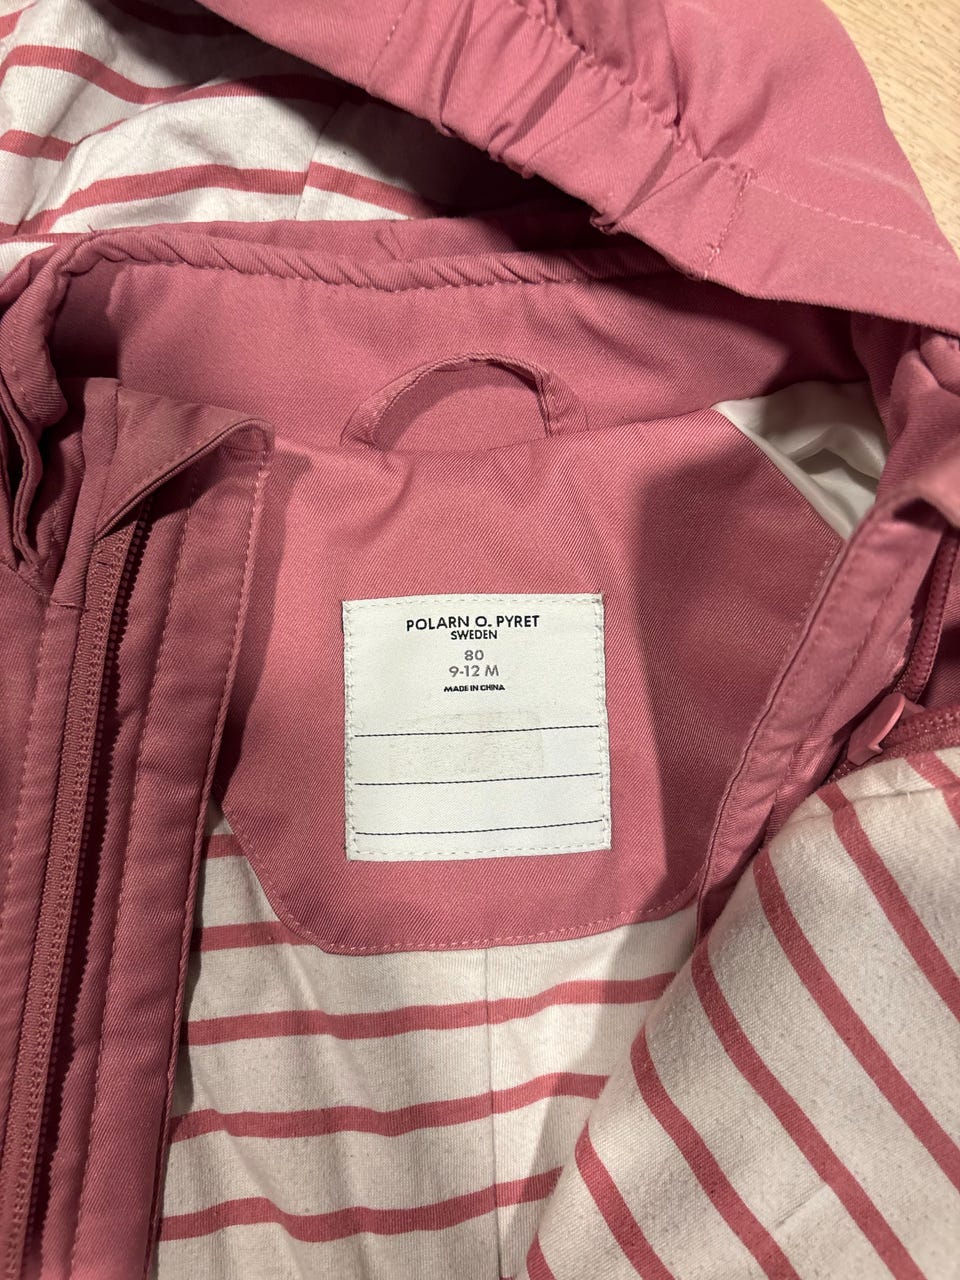 POLARN O. PYRET
SWEDEN
80
9-12 M
MADE IN CHINA